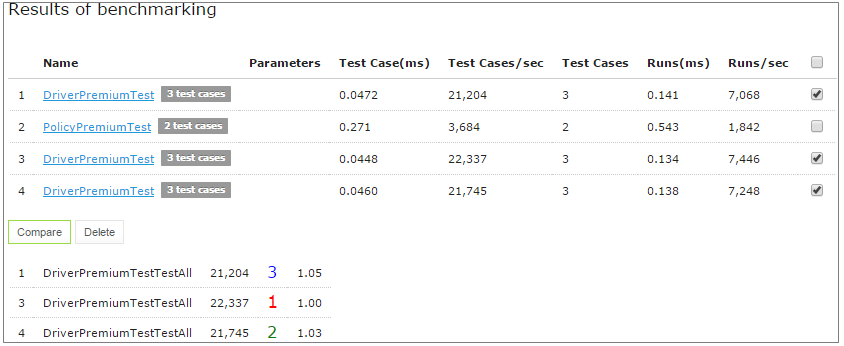 Results of benchmarking
Name Parameters Test Case(ms) Test Cases/sec Test Cases Runs(ms) Runs/sec
1 DriverPremiumTest 3 test cases 0.0472 21,204 3 0.141 7,068
2 PolicyPremiumTest 2 test cases 0.271 3,684 2 0.543 1,842
3 DriverPremiumTest 3 test cases 0.0448 22,337 3 0.134 7,446
4 DriverPremiumTest 3 test cases 0.0460 21,745 3 0.138 7,248
Compare Delete
1 DriverPremiumTestTestAll 21,204 3 1.05
3 DriverPremiumTestTestAll 22,337 1 1.00
4 DriverPremiumTestTestAll 21,745 2 1.03